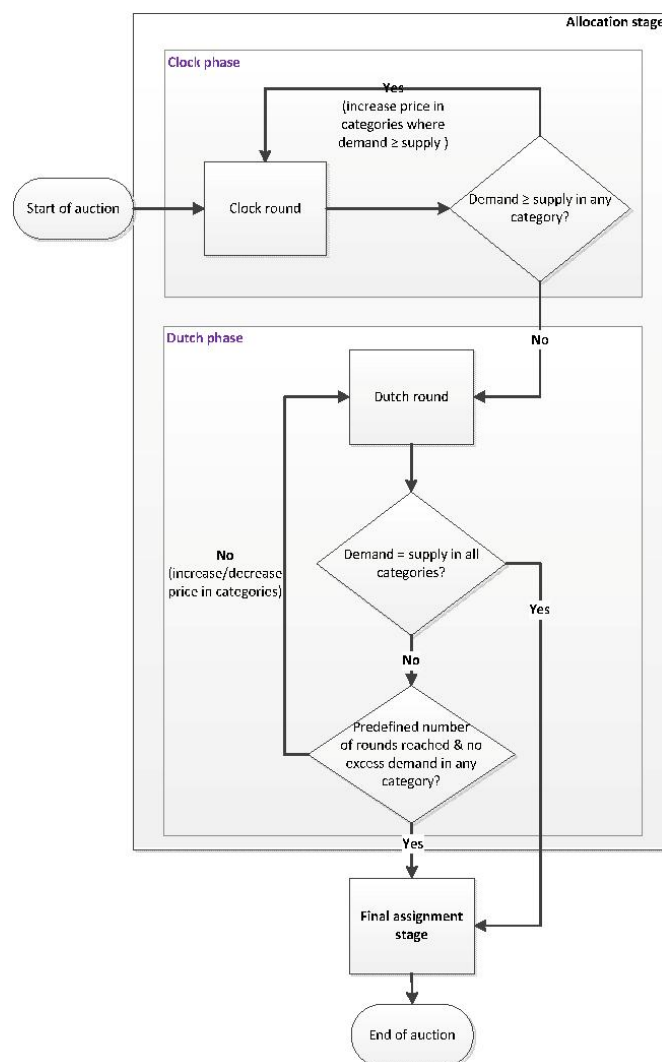 Allocation stage
Clock phase
Yes
(increase price in
categories where
demand ≥ supply )
Start of auction
Clock round
Demand ≥ supply in any
category?
No
Dutch phase
Dutch round
Demand = supply in all
categories?
No
(increase/decrease
price in categories)
Yes
No
Predefined number
of rounds reached & no
excess demand in any
category?
Yes
Final assignment
stage
End of auction